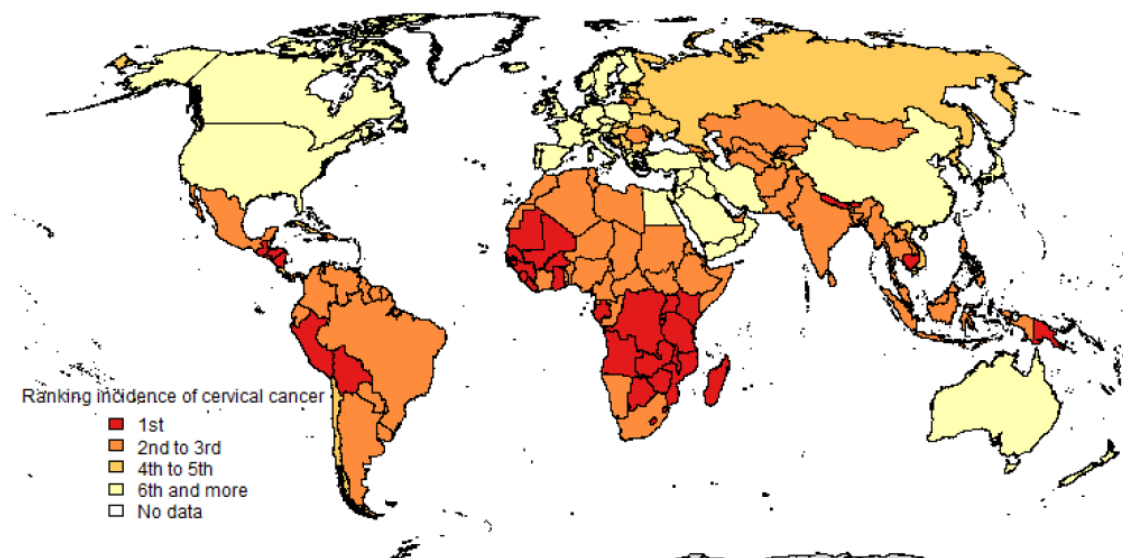 Ranking incidence of cervical cancer
1st
2nd to 3rd
4th to 5th
6th and more
No data